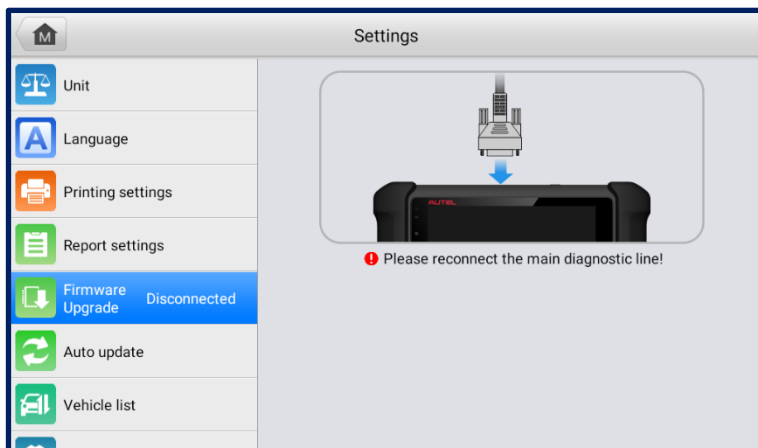 M
Settings
Unit
Language
Printing settings
Report settings
Firmware
Upgrade
Disconnected
Auto update
Vehicle list
A
AUTEL
Please reconnect the main diagnostic line!